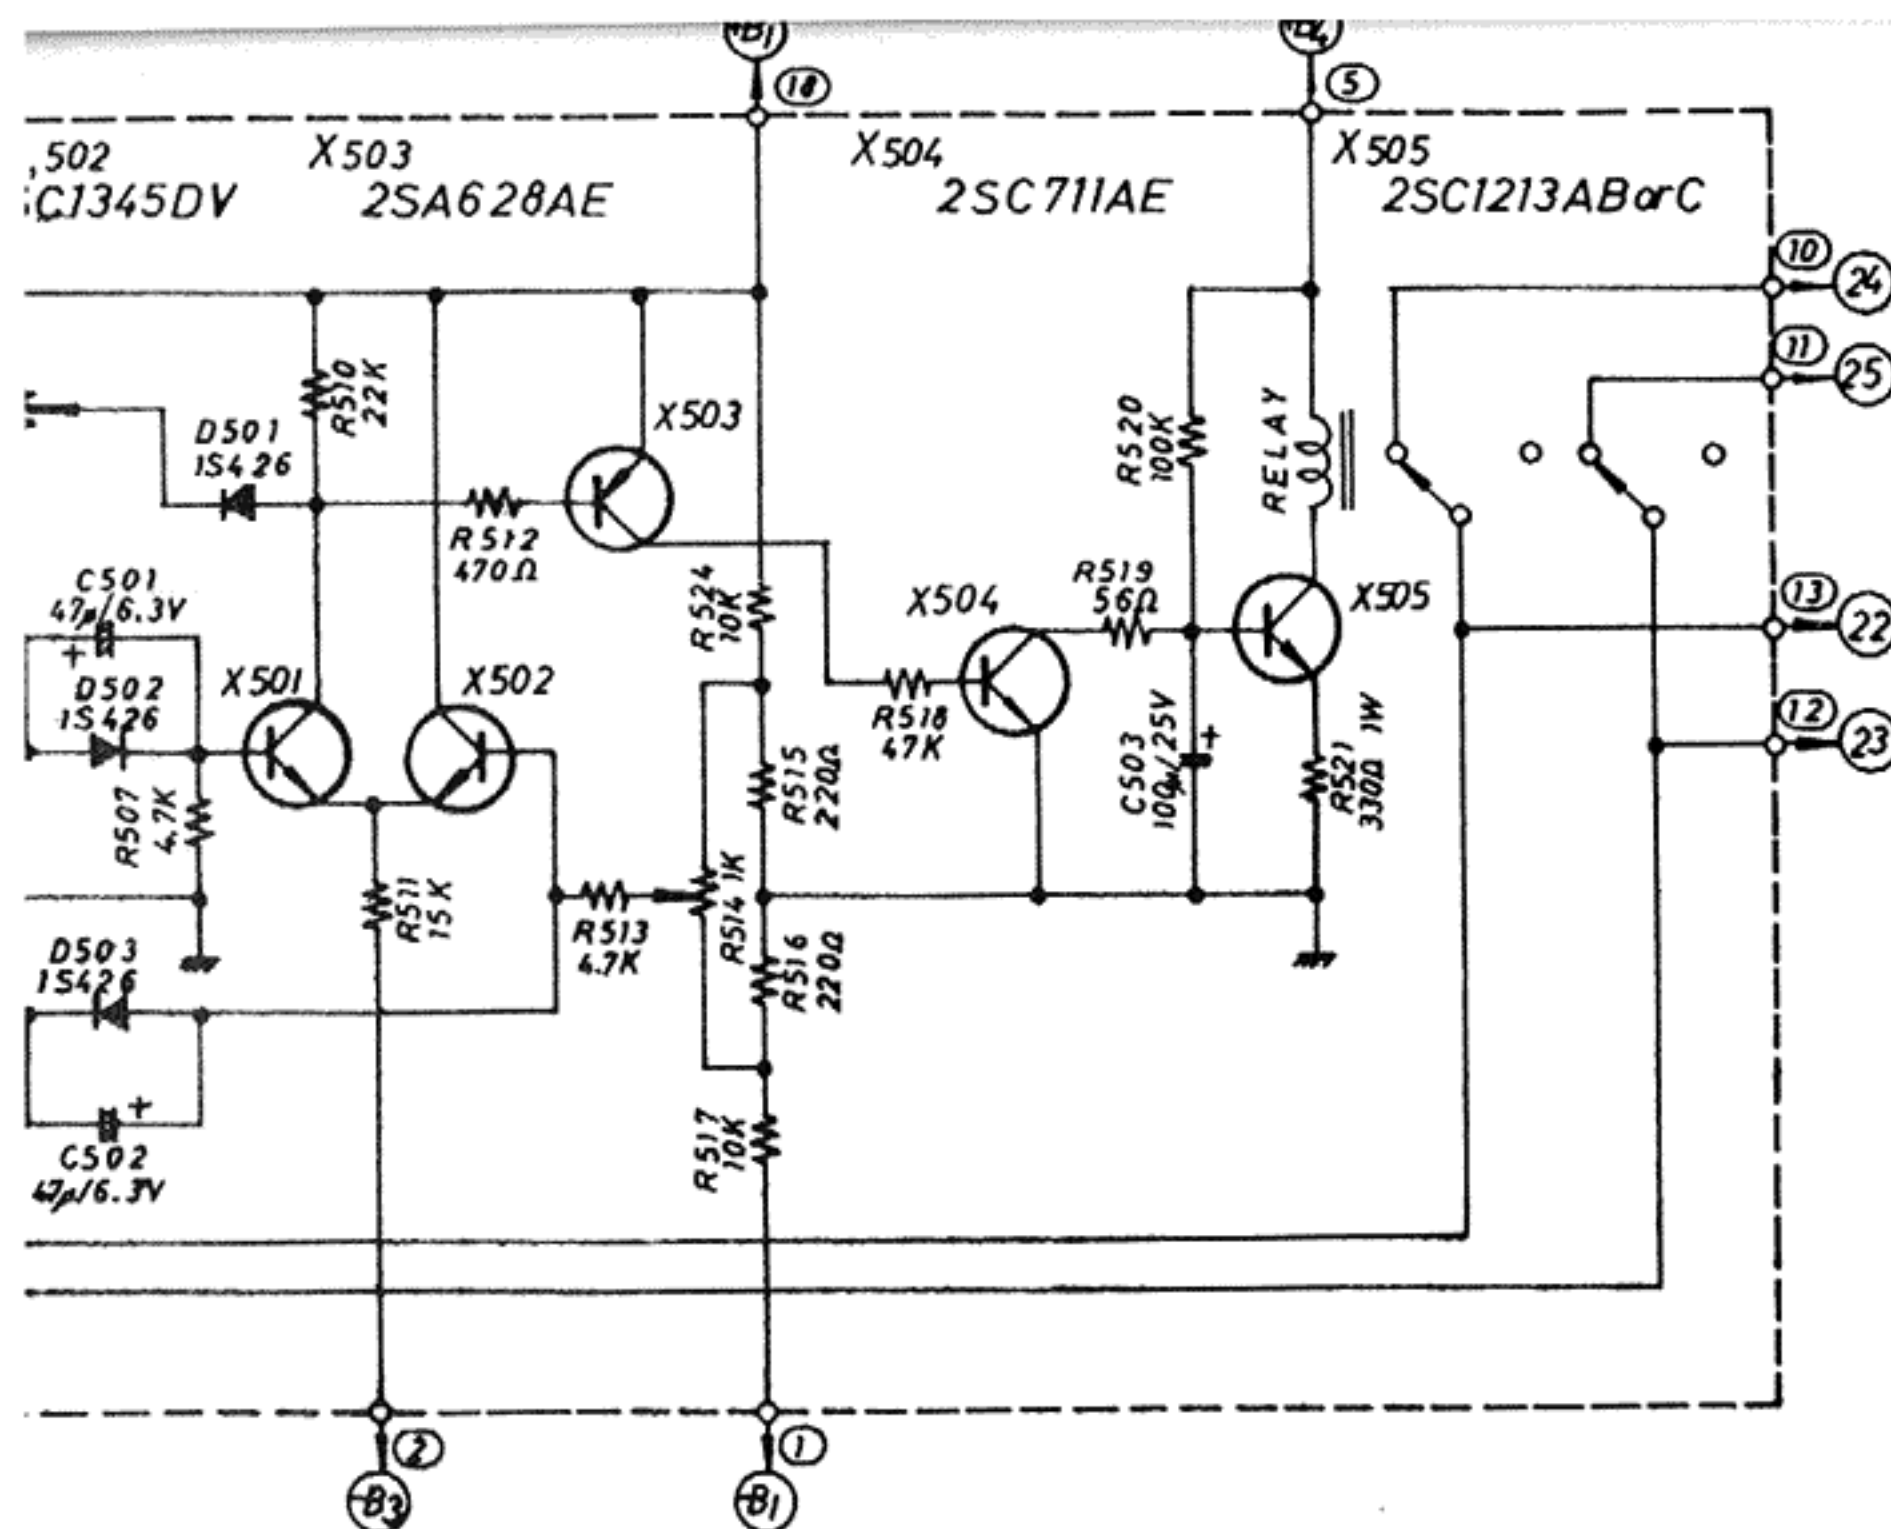 +B1
+B4
18
5
,502
X503
X504
X505
C1345DV
2SA628AE
2SC711AE
2SC1213ABorC
10
24
11
25
R510
22K
D501
1S426
X503
R512
470Ω
R520
100K
RELAY
C501
47μ/6.3V
+
D502
1S426
X501
X502
R524
10K
X504
R519
56Ω
X505
13
22
R518
47K
12
23
R507
4.7K
R515
220Ω
C503
100μ/25V
+
R521
330Ω 1W
R511
15K
R513
4.7K
R514 1K
R516
220Ω
D503
1S426
+
C502
47μ/6.3V
R517
10K
2
1
-B3
-B1